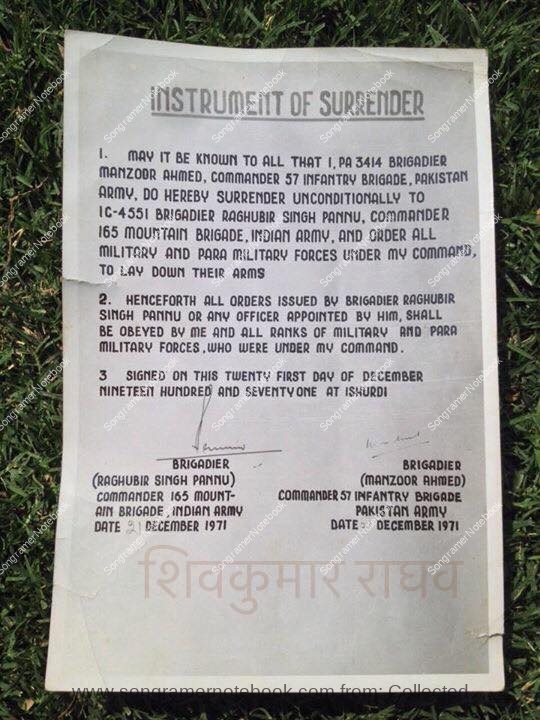 INSTRUMENT OF SURRENDER
1. MAY IT BE KNOWN TO ALL THAT I, PA 3414 BRIGADIER
MANZOOR AHMED, COMMANDER 57 INFANTRY BRIGADE, PAKISTAN
ARMY, DO HEREBY SURRENDER UNCONDITIONALLY TO
IC-4551 BRIGADIER RAGHUBIR SINGH PANNU, COMMANDER
165 MOUNTAIN BRIGADE, INDIAN ARMY, AND ORDER ALL
MILITARY AND PARA MILITARY FORCES UNDER MY COMMAND,
TO LAY DOWN THEIR ARMS
2. HENCEFORTH ALL ORDERS ISSUED BY BRIGADIER RAGHUBIR
SINGH PANNU OR ANY OFFICER APPOINTED BY HIM, SHALL
BE OBEYED BY ME AND ALL RANKS OF MILITARY AND PARA
MILITARY FORCES, WHO WERE UNDER MY COMMAND.
3 SIGNED ON THIS TWENTY FIRST DAY OF DECEMBER
NINETEEN HUNDRED AND SEVENTY ONE AT ISHURDI
BRIGADIER
(RAGHUBIR SINGH PANNU)
COMMANDER 165 MOUNT-
AIN BRIGADE, INDIAN ARMY
DATE 21 DECEMBER 1971
BRIGADIER
(MANZOOR AHMED)
COMMANDER 57 INFANTRY BRIGADE
PAKISTAN ARMY
DATE DECEMBER 1971
शिवकुमार राघव
www.songramernotebook.com from: Collected
SongramerNotebook